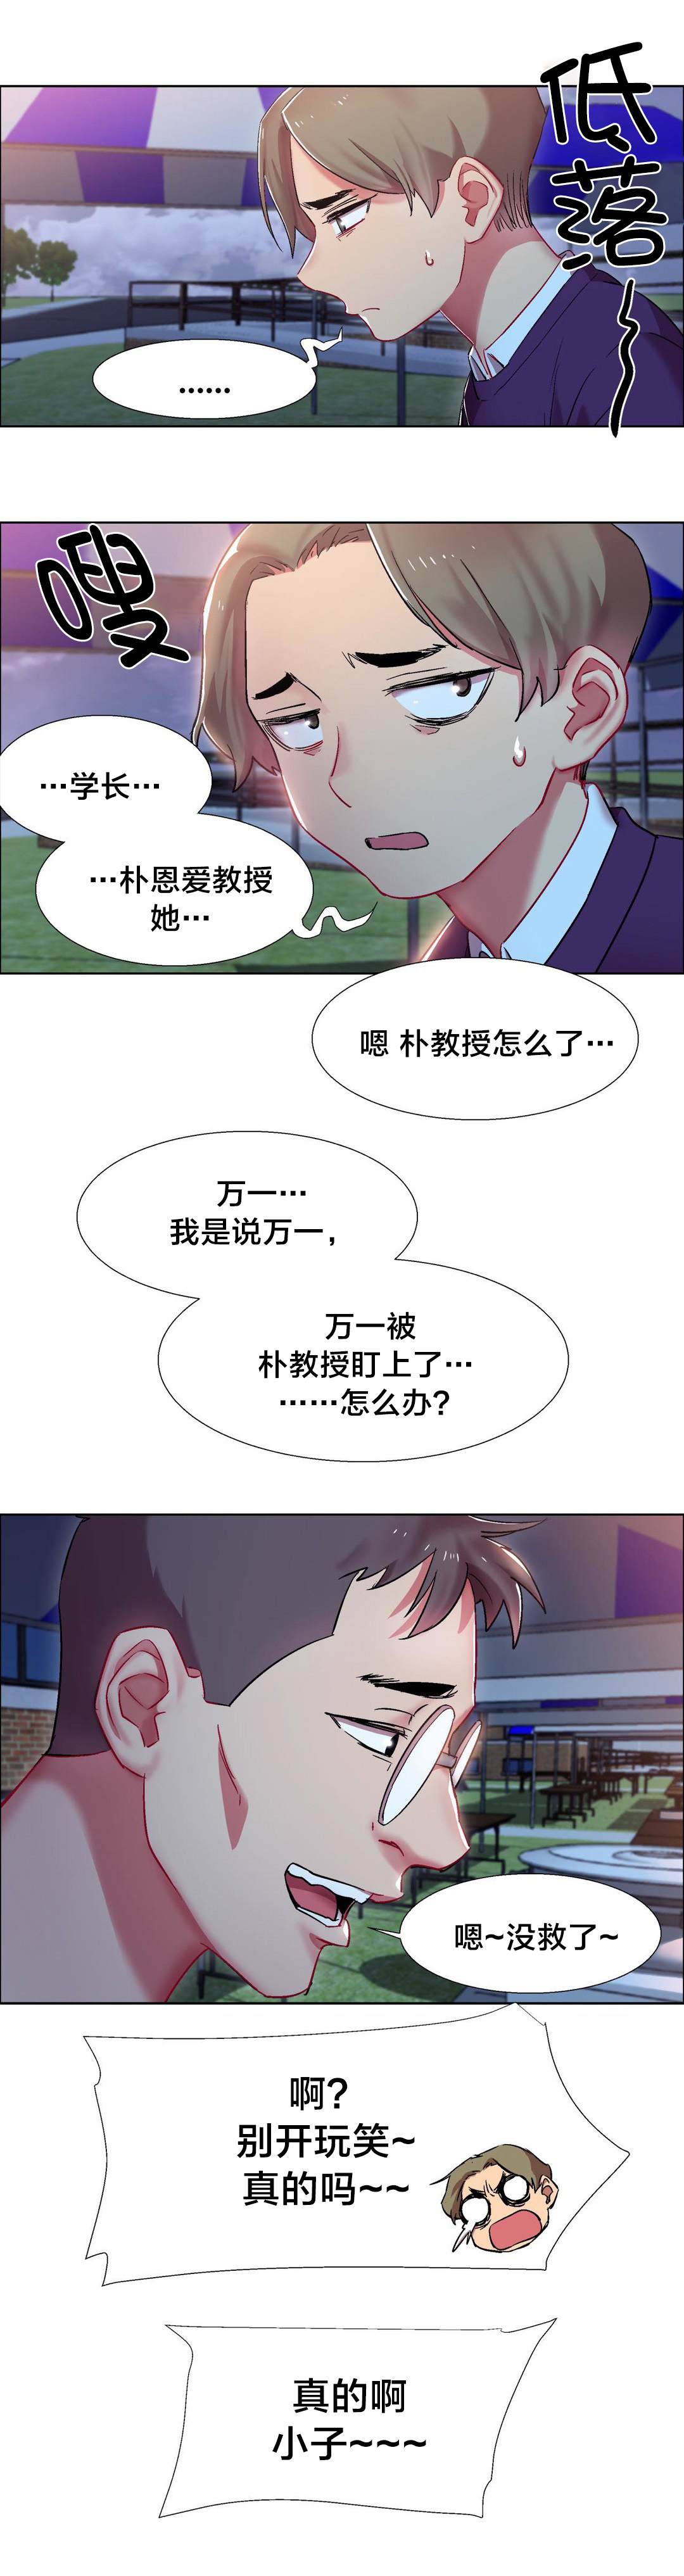 低落
……
嗖
…学长…
…朴恩爱教授
她…
嗯 朴教授怎么了…
万一…
我是说万一，
万一被
朴教授盯上了…
……怎么办？
嗯~没救了~
啊？
别开玩笑~
真的吗~~
真的啊
小子~~~